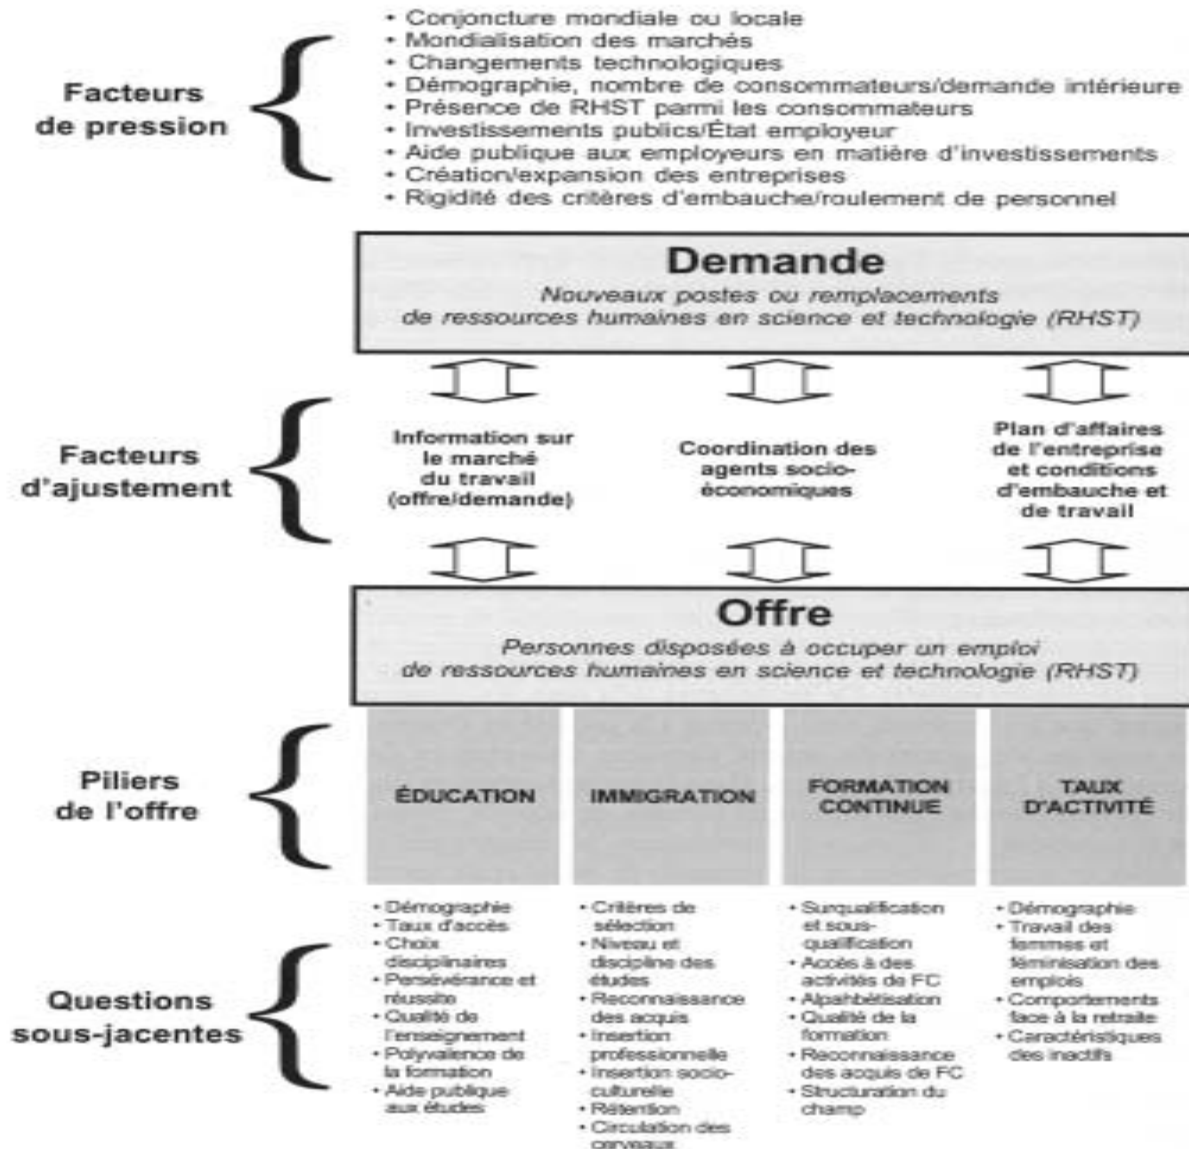 Facteurs
de pression
• Conjoncture mondiale ou locale
• Mondialisation des marchés
• Changements technologiques
• Démographie, nombre de consommateurs/demande intérieure
• Présence de RHST parmi les consommateurs
• Investissements publics/État employeur
• Aide publique aux employeurs en matière d'investissements
• Création/expansion des entreprises
• Rigidité des critères d'embauche/roulement de personnel
Demande
Nouveaux postes ou remplacements
de ressources humaines en science et technologie (RHST)
Facteurs
d'ajustement
Information sur
le marché
du travail
(offre/demande)
Coordination des
agents socio-
économiques
Plan d'affaires
de l'entreprise
et conditions
d'embauche et
de travail
Offre
Personnes disposées à occuper un emploi
de ressources humaines en science et technologie (RHST)
Piliers
de l'offre
ÉDUCATION
IMMIGRATION
FORMATION
CONTINUE
TAUX
D'ACTIVITÉ
Questions
sous-jacentes
• Démographie
• Taux d'accès
• Choix
disciplinaires
• Persévérance et
réussite
• Qualité de
l'enseignement
• Polyvalence de
la formation
• Aide publique
aux études
• Critères de
sélection
• Niveau et
discipline des
études
• Reconnaissance
des acquis
• Insertion
professionnelle
• Insertion socio-
culturelle
• Rétention
• Circulation des
cerveaux
• Surqualification
et sous-
qualification
• Accès à des
activités de FC
• Alpahbétisation
• Qualité de la
formation
• Reconnaissance
des acquis de FC
• Structuration du
champ
• Démographie
• Travail des
femmes et
féminisation des
emplois
• Comportements
face à la retraite
• Caractéristiques
des inactifs